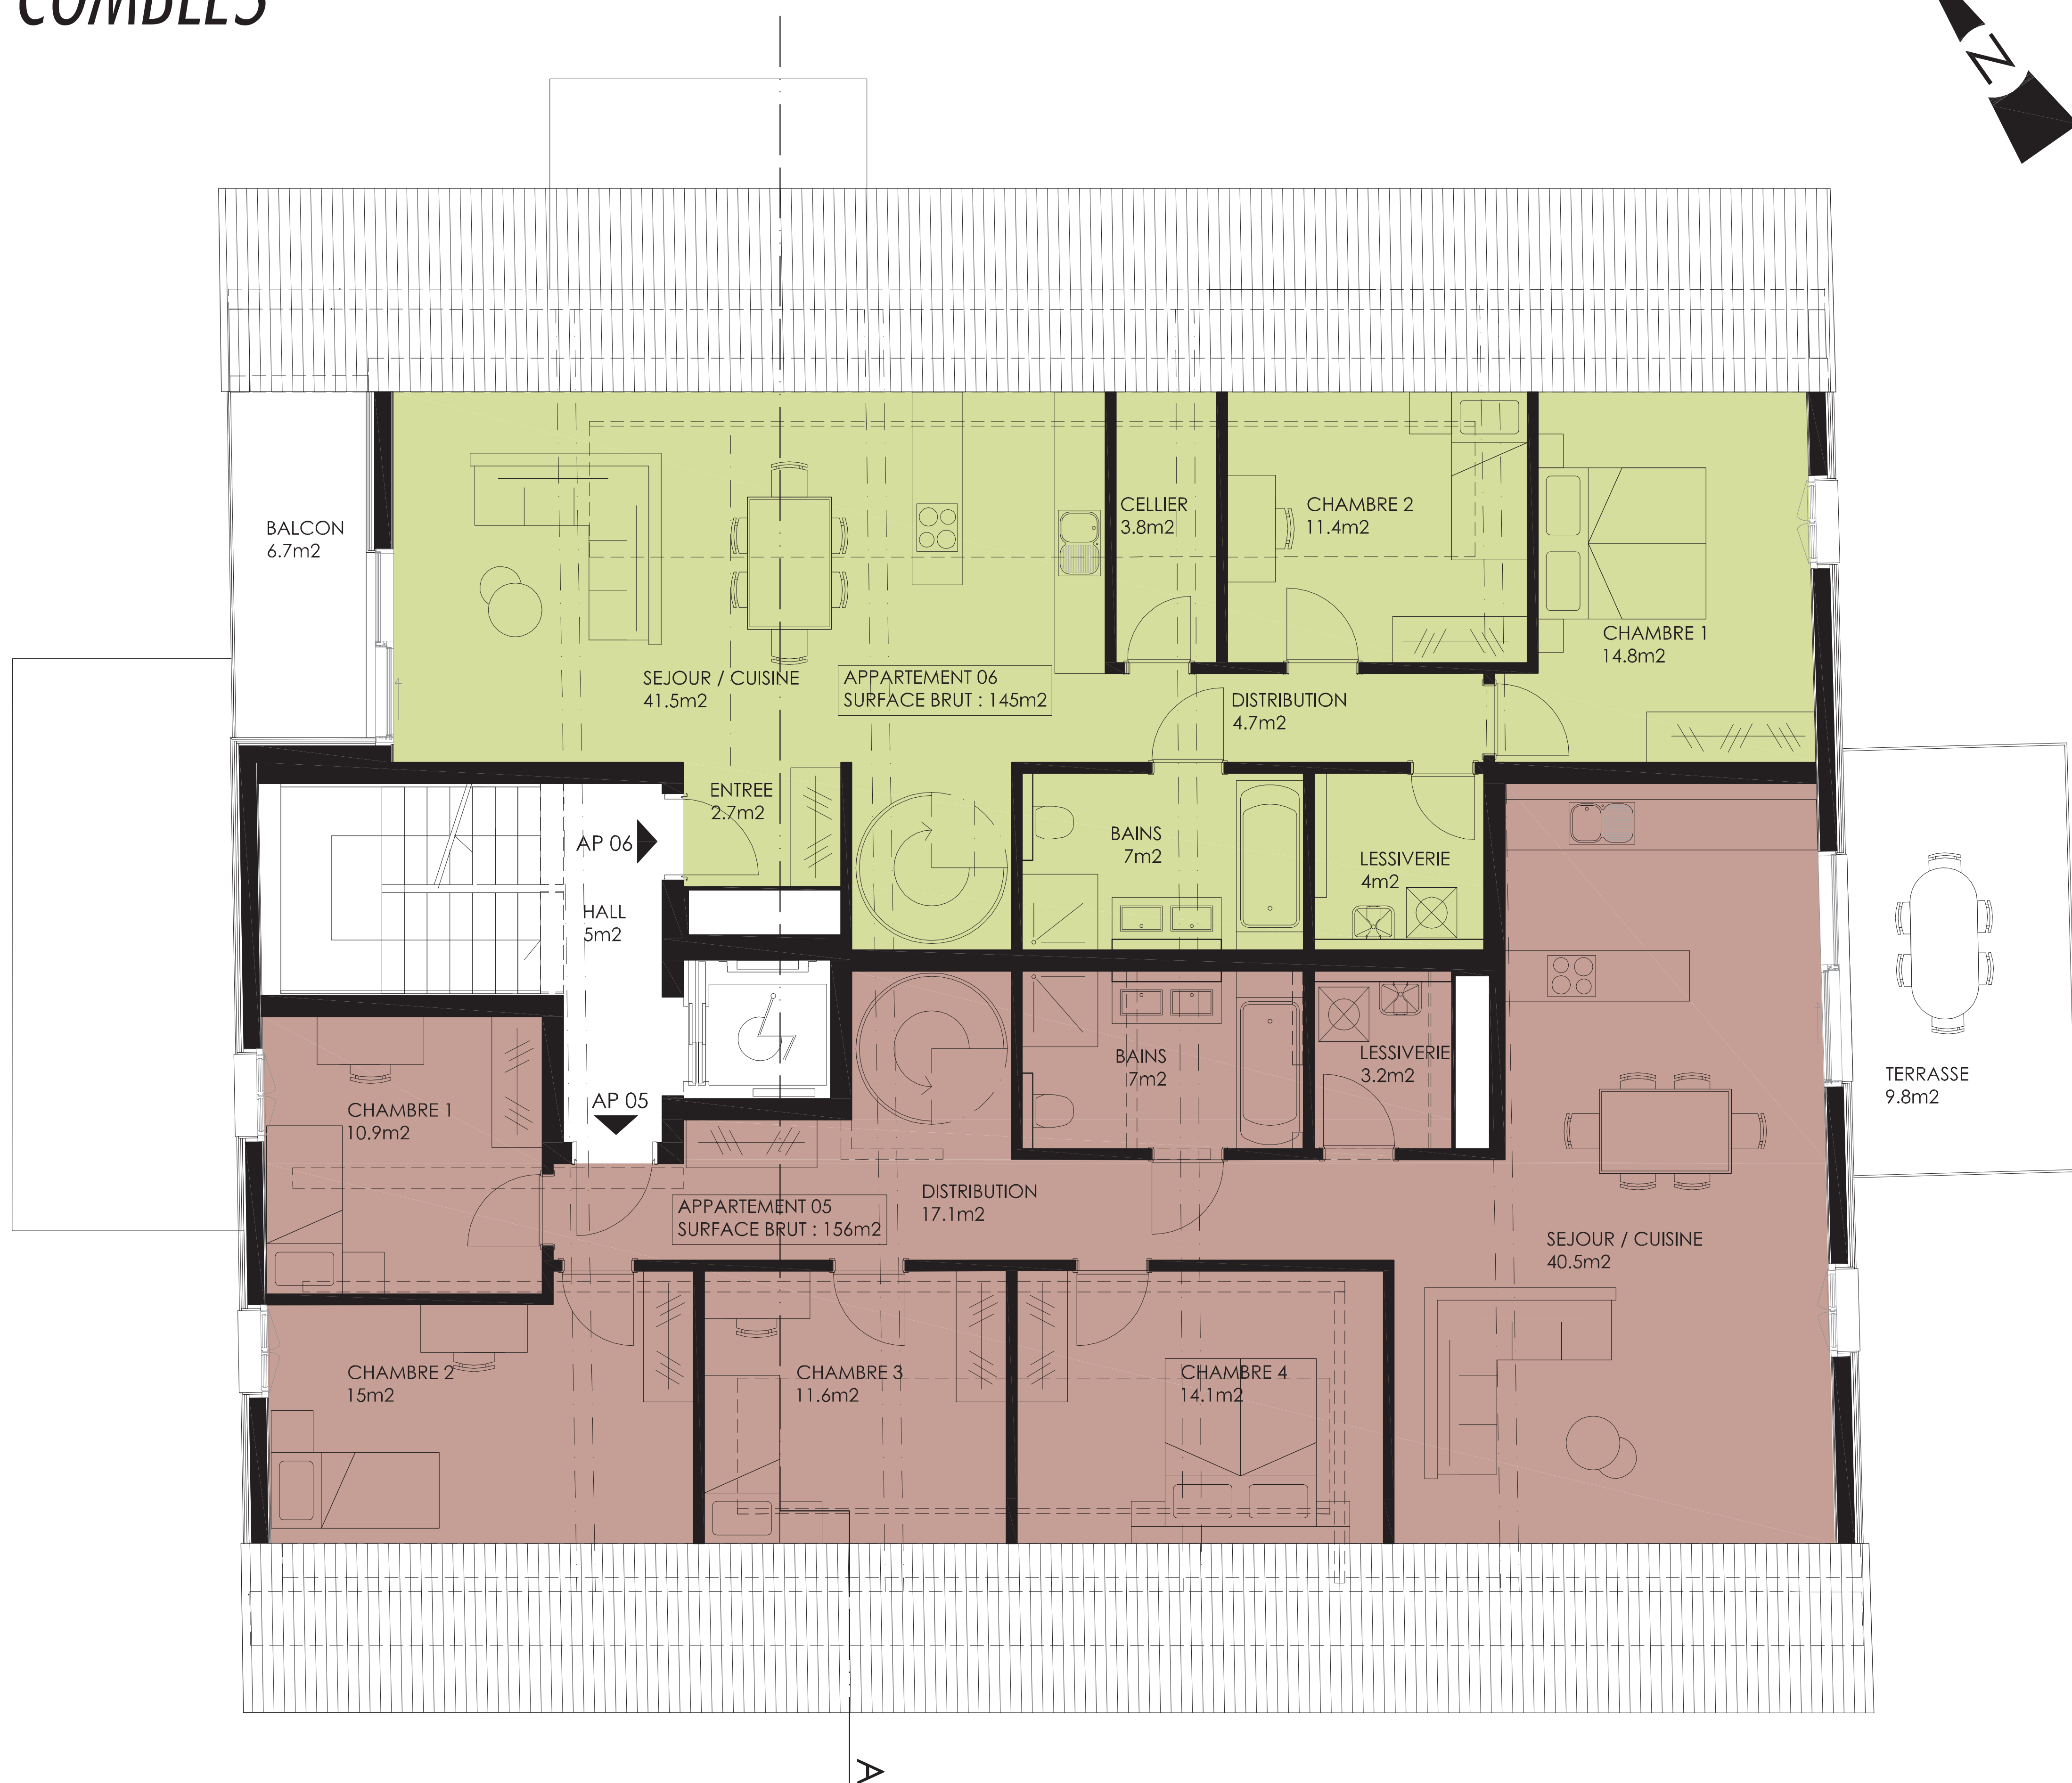 COMBLES
N
BALCON
6.7m2
SEJOUR / CUISINE
41.5m2
APPARTEMENT 06
SURFACE BRUT : 145m2
CELLIER
3.8m2
CHAMBRE 2
11.4m2
CHAMBRE 1
14.8m2
DISTRIBUTION
4.7m2
ENTREE
2.7m2
AP 06
HALL
5m2
BAINS
7m2
LESSIVERIE
4m2
BAINS
7m2
LESSIVERIE
3.2m2
TERRASSE
9.8m2
CHAMBRE 1
10.9m2
AP 05
APPARTEMENT 05
SURFACE BRUT : 156m2
DISTRIBUTION
17.1m2
SEJOUR / CUISINE
40.5m2
CHAMBRE 2
15m2
CHAMBRE 3
11.6m2
CHAMBRE 4
14.1m2
A